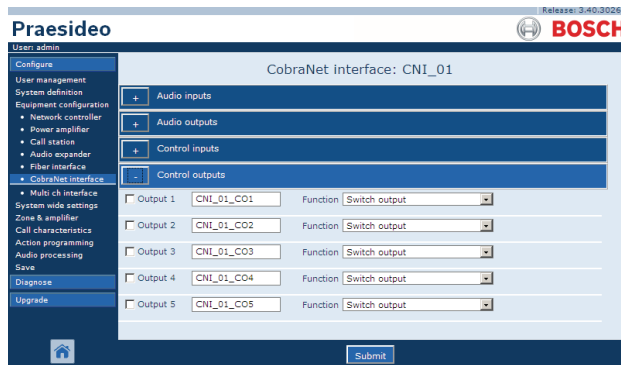 Release: 3.40.3026
Praesideo
BOSCH
User: admin
Configure
User management
System definition
Equipment configuration
• Network controller
• Power amplifier
• Call station
• Audio expander
• Fiber interface
• CobraNet interface
• Multi ch interface
System wide settings
Zone & amplifier
Call characteristics
Action programming
Audio processing
Save
Diagnose
Upgrade
CobraNet interface: CNI_01
+ Audio inputs
+ Audio outputs
+ Control inputs
- Control outputs
Output 1 CNI_01_CO1 Function Switch output
Output 2 CNI_01_CO2 Function Switch output
Output 3 CNI_01_CO3 Function Switch output
Output 4 CNI_01_CO4 Function Switch output
Output 5 CNI_01_CO5 Function Switch output
Submit